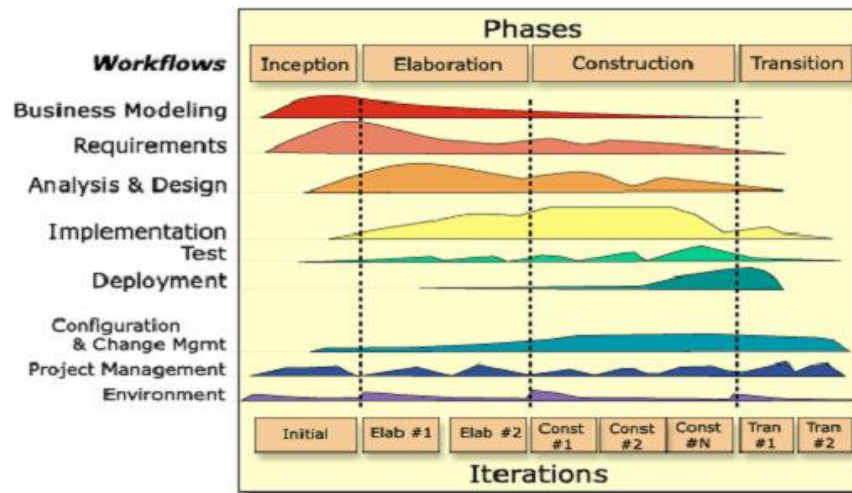 Phases
Workflows
Inception
Elaboration
Construction
Transition
Business Modeling
Requirements
Analysis & Design
Implementation
Test
Deployment
Configuration
& Change Mgmt
Project Management
Environment
Initial
Elab #1
Elab #2
Const
#1
Const
#2
Const
#N
Tran
#1
Tran
#2
Iterations